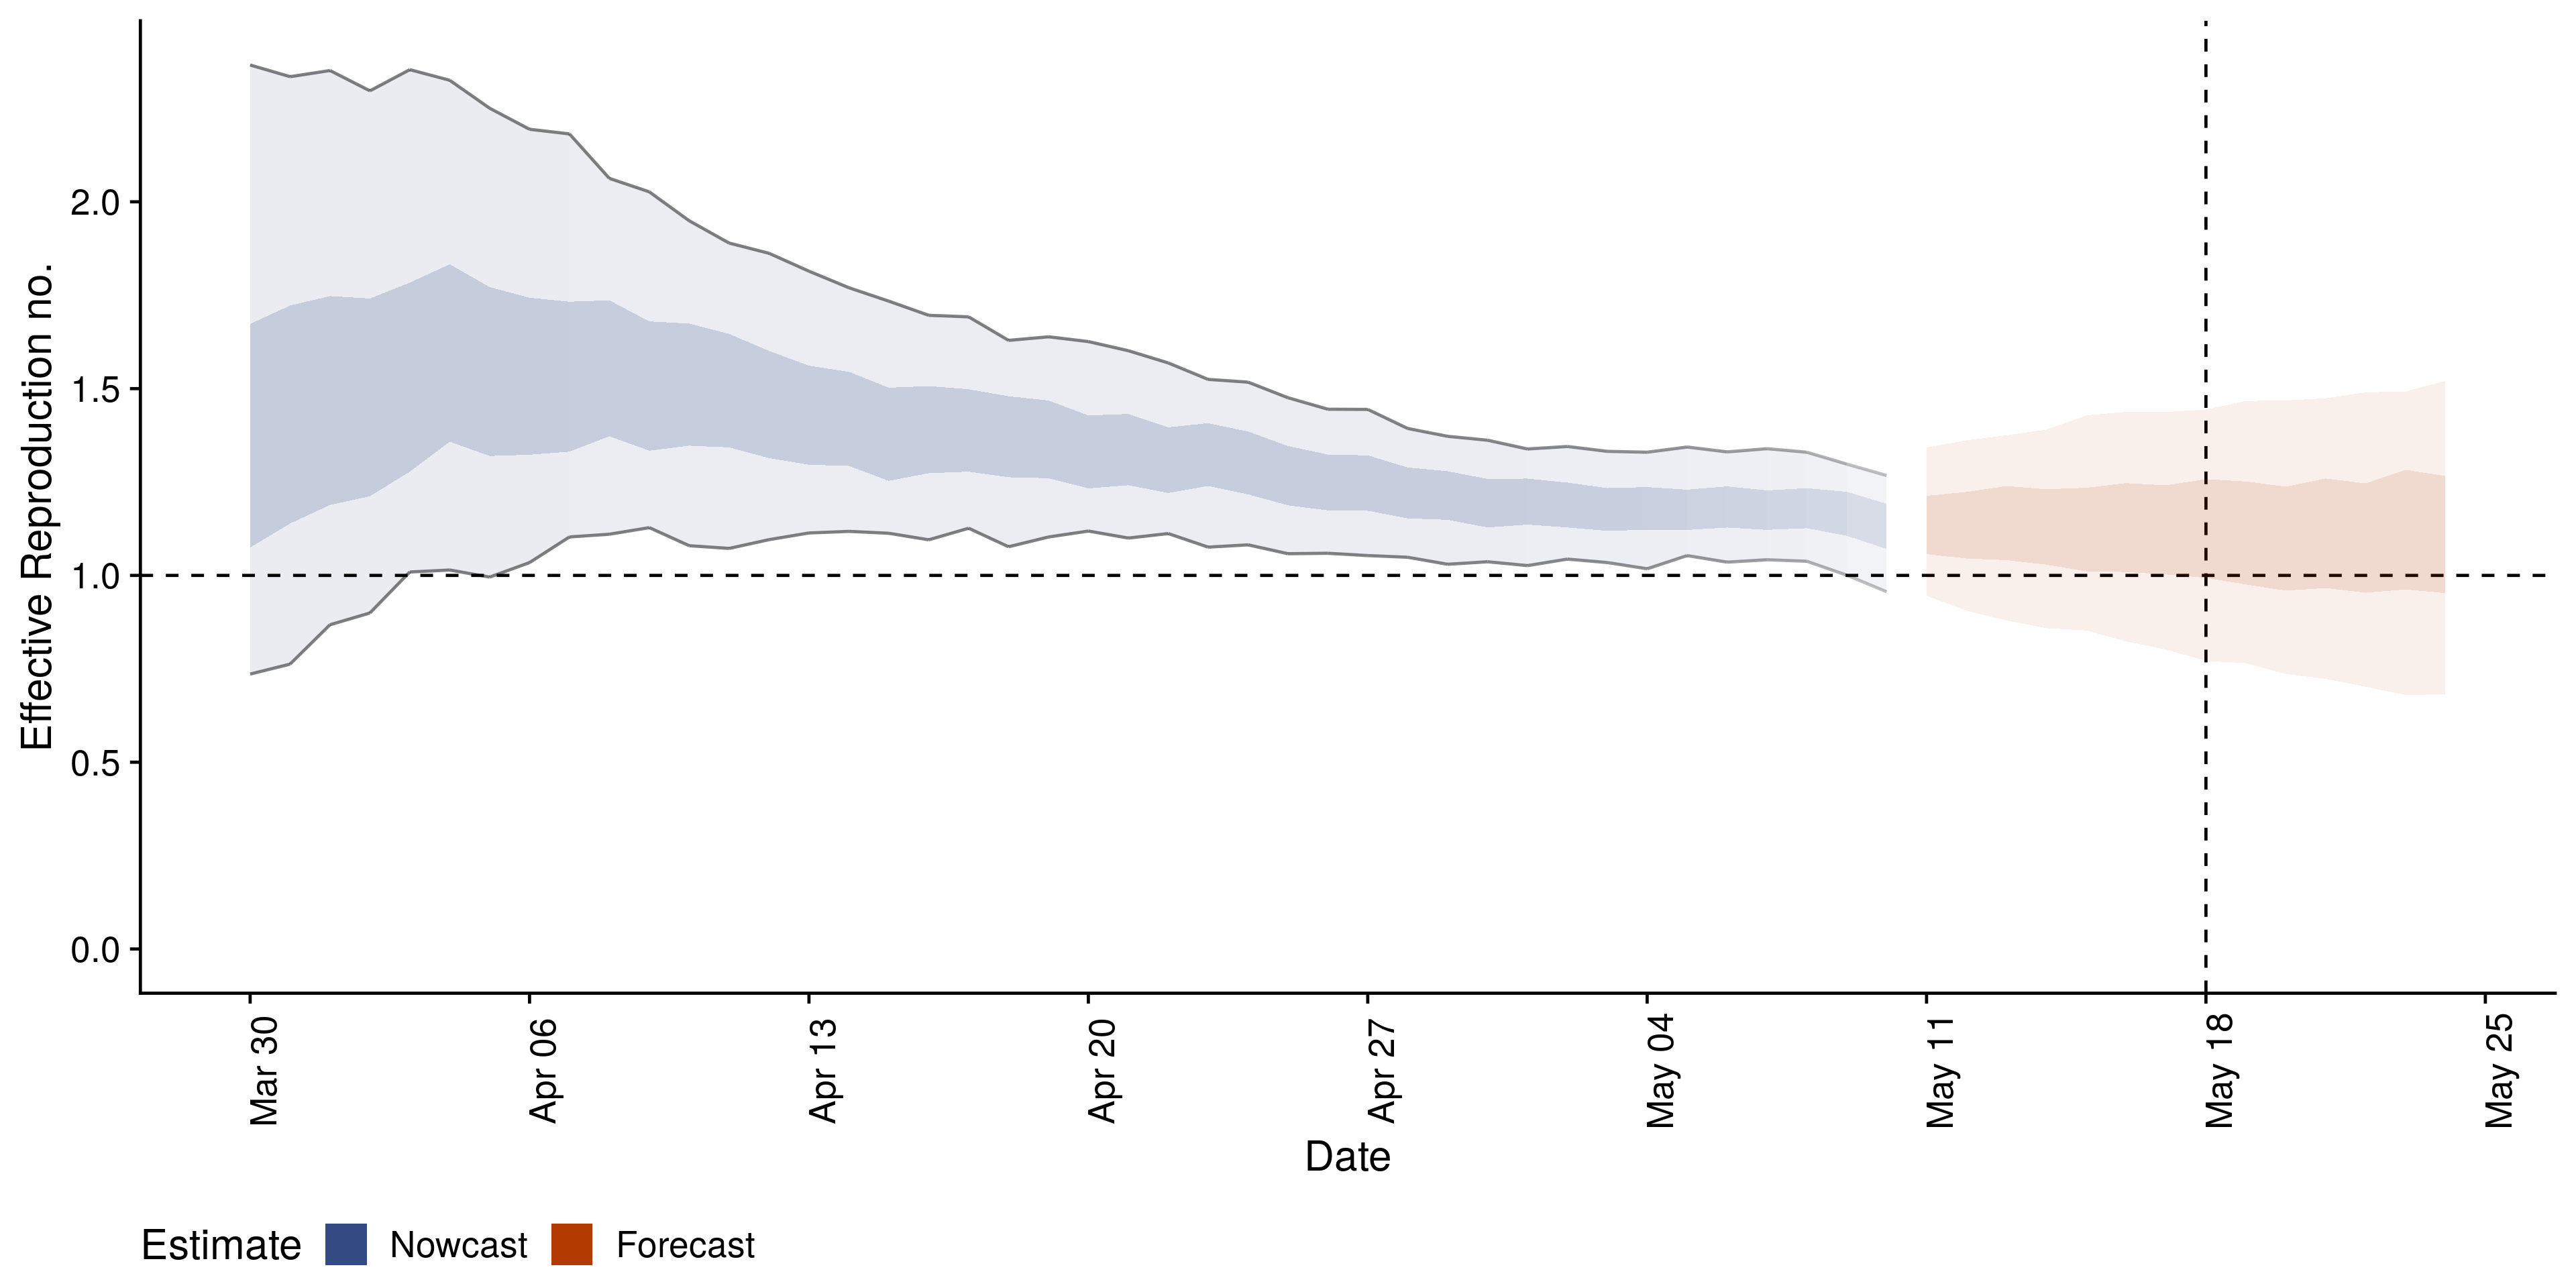 Effective Reproduction no.
2.0
1.5
1.0
0.5
0.0
Mar 30
Apr 06
Apr 13
Apr 20
Apr 27
May 04
May 11
May 18
May 25
Date
Estimate Nowcast Forecast